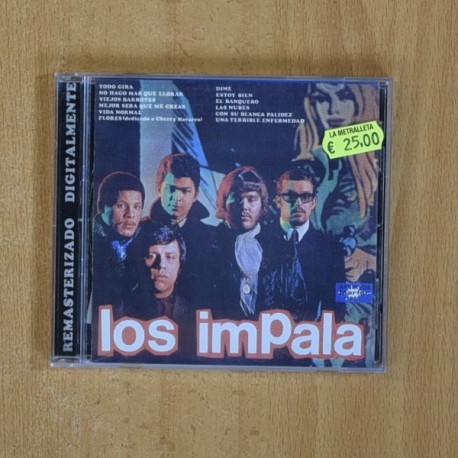 REMASTERIZADO DIGITALMENTE
TODO GIRA
NO HAGO MAS QUE LLORAR
VIEJOS BARROTES
MEJOR SERA QUE ME CREAS
VIDA NORMAL
FLORES (dedicado a Cherry Navarro)
DIME
ESTOY BIEN
EL BANQUERO
LAS NUBES
CON SU BLANCA PALIDEZ
UNA TERRIBLE ENFERMEDAD
LA METRALLETA
€ 25,00
los impala